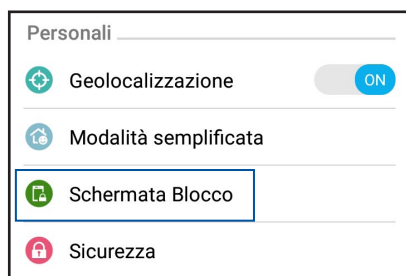 Personali
Geolocalizzazione ON
Modalità semplificata
Schermata Blocco
Sicurezza